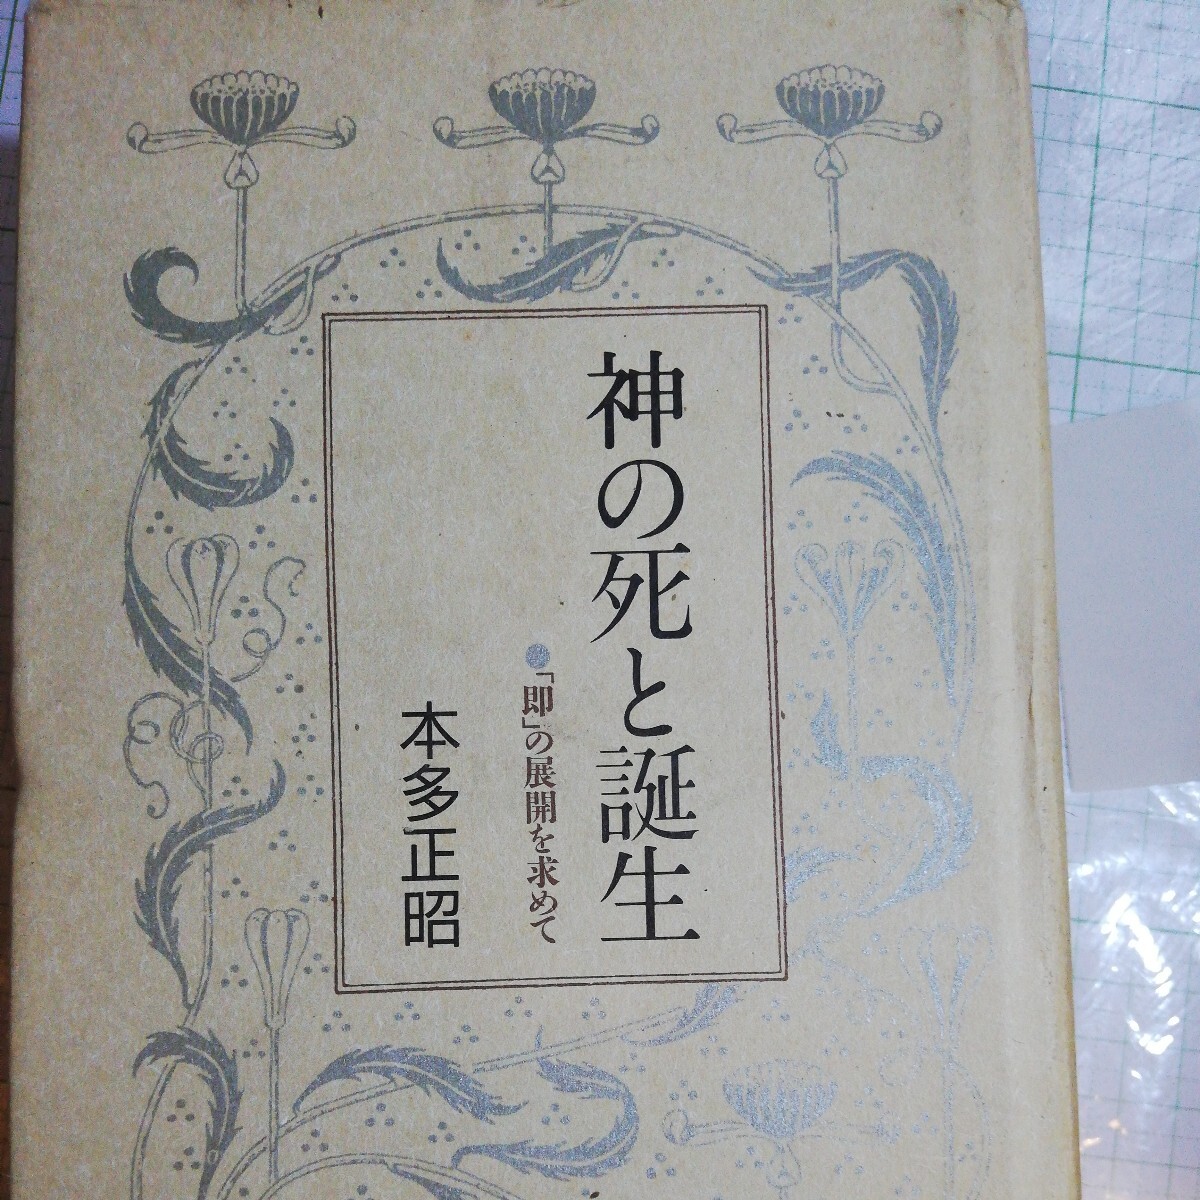 神の死と誕生
●「即」の展開を求めて
本多正昭